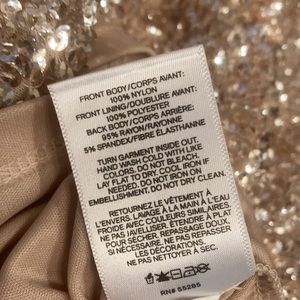 FRONT BODY/CORPS AVANT:
100% NYLON
FRONT LINING/DOUBLURE AVANT:
100% POLYESTER
BACK BODY/CORPS ARRIÈRE:
95% RAYON/RAYONNE
5% SPANDEX/FIBRE ÉLASTHANNE
TURN GARMENT INSIDE OUT.
HAND WASH COLD WITH LIKE
COLORS. DO NOT BLEACH.
LAY FLAT TO DRY. COOL IRON IF
NEEDED. DO NOT IRON ON
EMBELLISHMENT. DO NOT DRY CLEAN.
RETOURNEZ LE VÊTEMENT À
L'ENVERS. LAVAGE À LA MAIN À L'EAU
FROIDE AVEC COULEURS SIMILAIRES.
NE PAS JAVELLISER. ÉTENDRE À PLAT
POUR SÉCHER. REPASSAGE DOUX
SI NÉCESSAIRE. NE PAS REPASSER
SUR L'ORNEMENT.
NE PAS NETTOYER À SEC.
RN# 55285